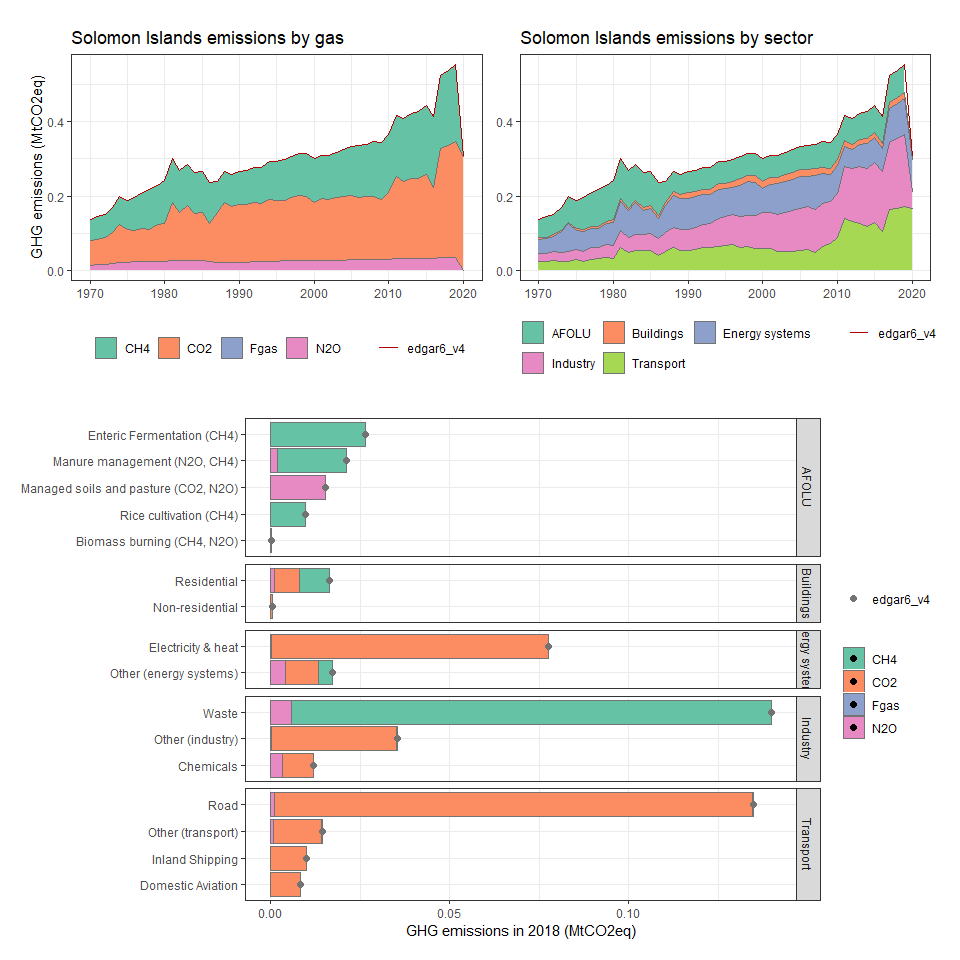 Solomon Islands emissions by gas
GHG emissions (MtCO2eq)
0.4
0.2
0.0
1970 1980 1990 2000 2010 2020
CH4 CO2 Fgas N2O edgar6_v4
Solomon Islands emissions by sector
0.4
0.2
0.0
1970 1980 1990 2000 2010 2020
AFOLU Buildings Energy systems edgar6_v4
Industry Transport
Enteric Fermentation (CH4)
Manure management (N2O, CH4)
Managed soils and pasture (CO2, N2O)
Rice cultivation (CH4)
Biomass burning (CH4, N2O)
AFOLU
Residential
Non-residential
Buildings
Electricity & heat
Other (energy systems)
ergy syster
Waste
Other (industry)
Chemicals
Industry
Road
Other (transport)
Inland Shipping
Domestic Aviation
Transport
0.00 0.05 0.10
GHG emissions in 2018 (MtCO2eq)
edgar6_v4
CH4
CO2
Fgas
N2O